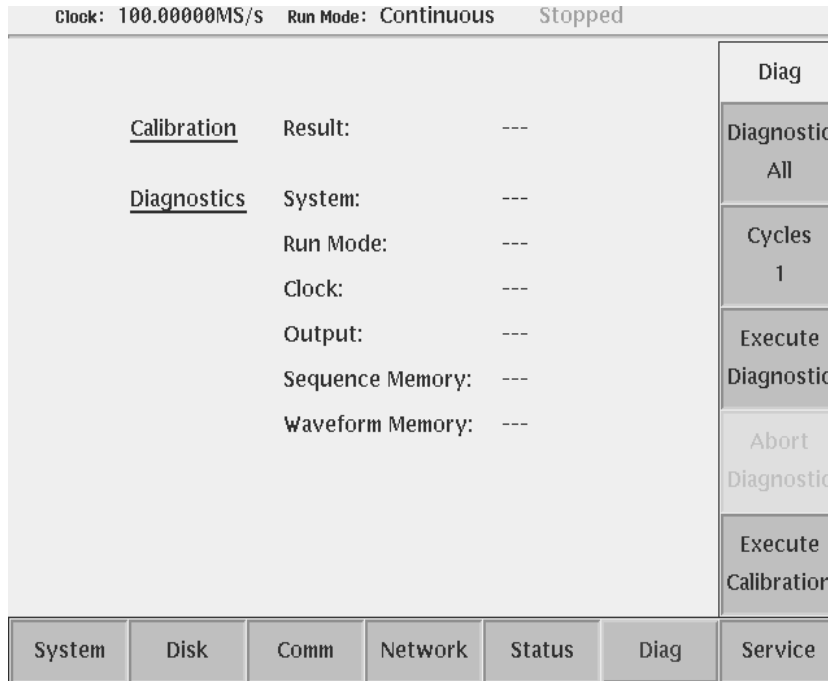 Clock: 100.00000MS/s Run Mode: Continuous Stopped
Calibration Result: ---
Diagnostics System: ---
Run Mode: ---
Clock: ---
Output: ---
Sequence Memory: ---
Waveform Memory: ---
Diag
Diagnostic
All
Cycles
1
Execute
Diagnostic
Abort
Diagnostic
Execute
Calibration
System Disk Comm Network Status Diag Service